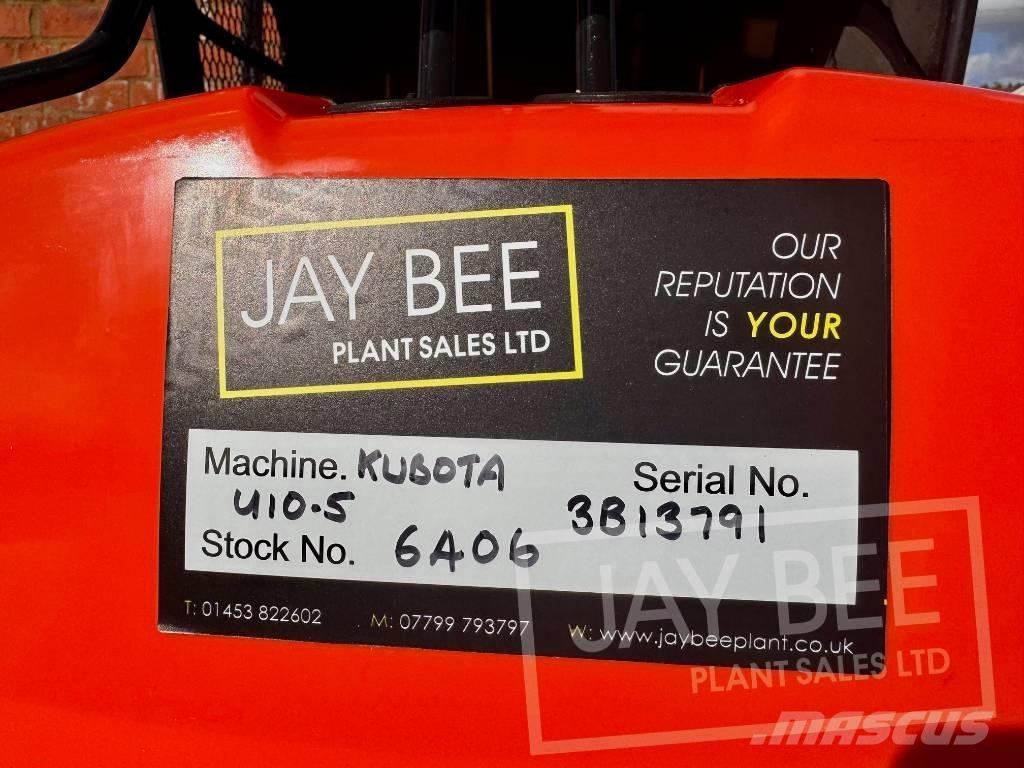 JAY BEE
PLANT SALES LTD
OUR
REPUTATION
IS YOUR
GUARANTEE
Machine. KUBOTA
U10-5
Serial No.
3B13791
Stock No. 6A06
T: 01453 822602 M: 07799 793797 W: www.jaybeeplant.co.uk
JAY BEE
PLANT SALES LTD
MASCUS